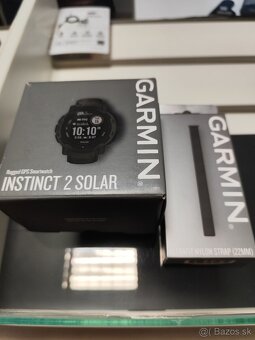 GARMIN
10:10
Rugged GPS Smartwatch
INSTINCT 2 SOLAR
GARMIN
NYLON STRAP (22MM)
Bazos.sk